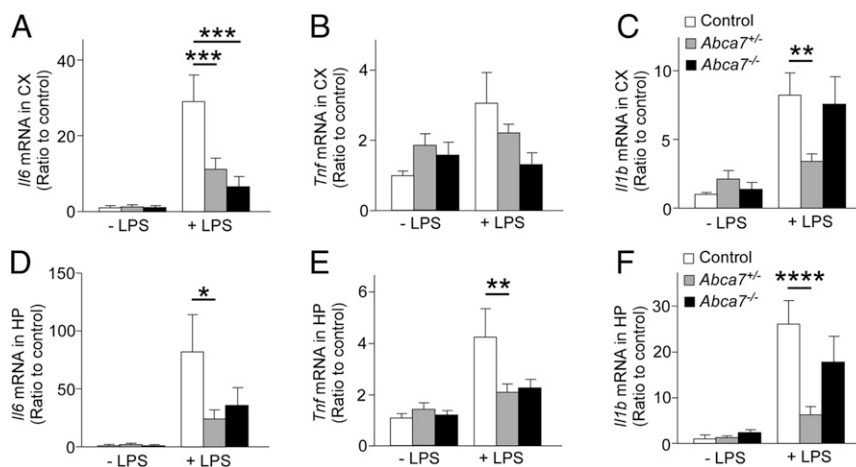 A
Il6 mRNA in CX
(Ratio to control)
40
20
0
***
***
- LPS
+ LPS
B
Tnf mRNA in CX
(Ratio to control)
4
2
0
- LPS
+ LPS
C
Il1b mRNA in CX
(Ratio to control)
10
5
0
Control
Abca7+/-
Abca7-/-
**
- LPS
+ LPS
D
Il6 mRNA in HP
(Ratio to control)
150
100
50
0
*
- LPS
+ LPS
E
Tnf mRNA in HP
(Ratio to control)
6
4
2
0
**
- LPS
+ LPS
F
Il1b mRNA in HP
(Ratio to control)
30
20
10
0
Control
Abca7+/-
Abca7-/-
****
- LPS
+ LPS